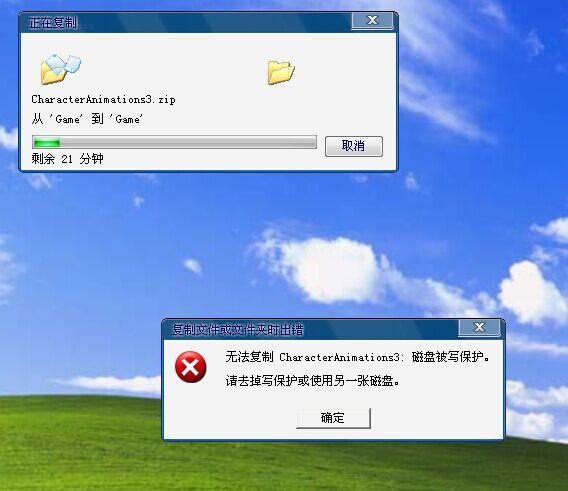 正在复制...
CharacterAnimations3.zip
从 'Game' 到 'Game'
取消
剩余 21 分钟
复制文件或文件夹时出错
无法复制 CharacterAnimations3: 磁盘被写保护。
请去掉写保护或使用另一张磁盘。
确定